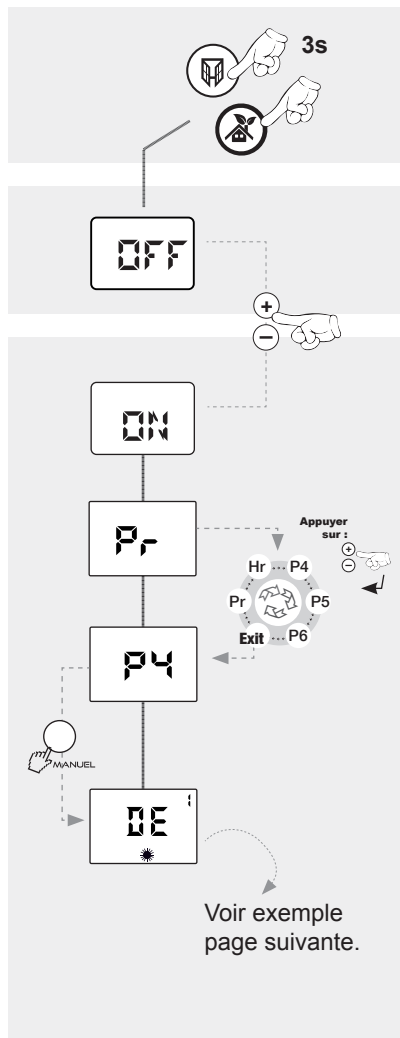 3s
OFF
+
−
ON
Pr
Appuyer
sur :
+
−
Hr
P4
Pr
P5
Exit
P6
P4
MANUEL
1
DE
Voir exemple
page suivante.